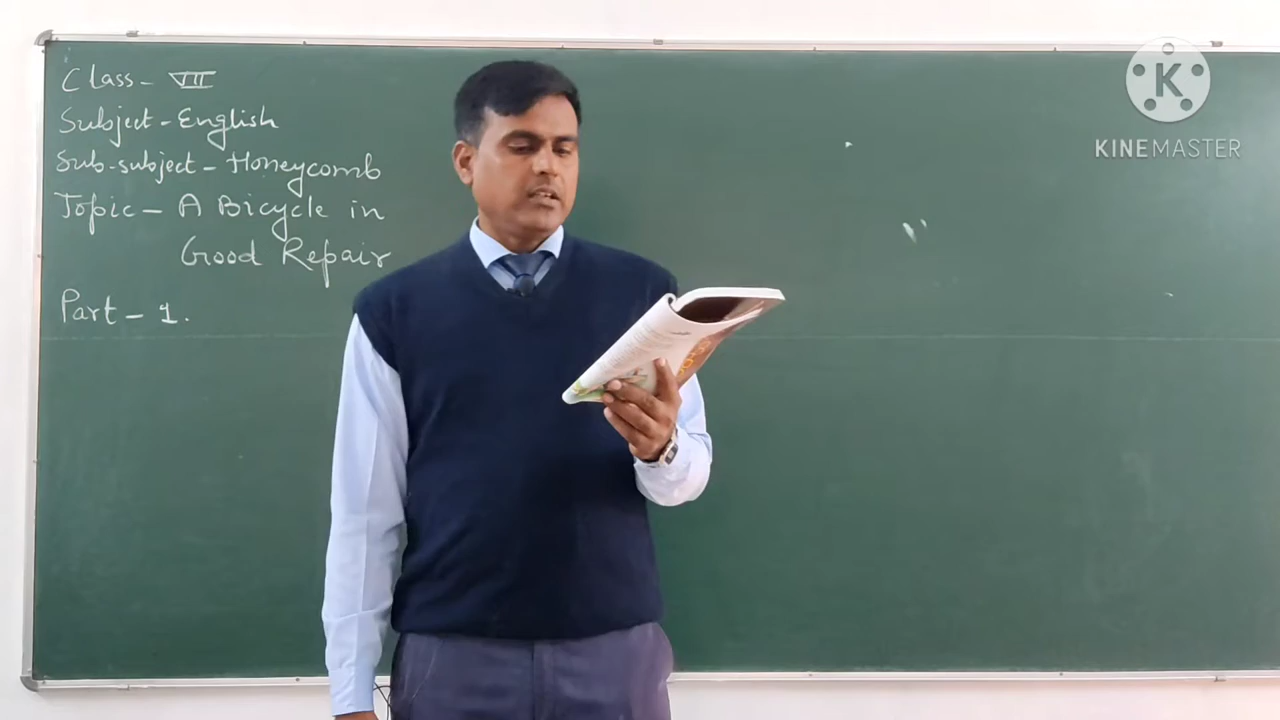 Class - VII
Subject - English
Sub-subject - Honeycomb
Topic - A Bicycle in
Good Repair
Part - 1.
K
KINEMASTER